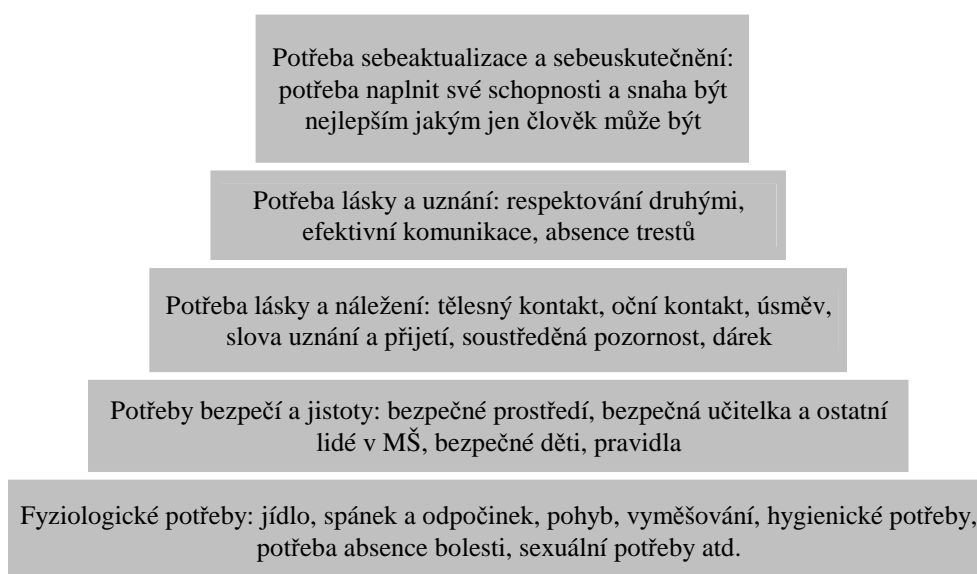 Potřeba sebeaktualizace a sebeuskutečnění:
potřeba naplnit své schopnosti a snaha být
nejlepším jakým jen člověk může být
Potřeba lásky a uznání: respektování druhými,
efektivní komunikace, absence trestů
Potřeba lásky a náležení: tělesný kontakt, oční kontakt, úsměv,
slova uznání a přijetí, soustředěná pozornost, dárek
Potřeby bezpečí a jistoty: bezpečné prostředí, bezpečná učitelka a ostatní
lidé v MŠ, bezpečné děti, pravidla
Fyziologické potřeby: jídlo, spánek a odpočinek, pohyb, vyměšování, hygienické potřeby,
potřeba absence bolesti, sexuální potřeby atd.